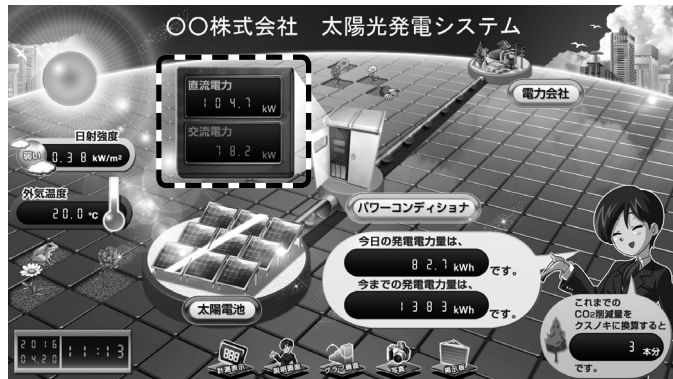 〇〇株式会社　太陽光発電システム
直流電力
104.7 kW
交流電力
78.2 kW
電力会社
日射強度
弱い 0.38 kW/m²
外気温度
20.0 ℃
パワーコンディショナ
今日の発電電力量は、
82.7 kWh です。
今までの発電電力量は、
1383 kWh です。
太陽電池
これまでの
CO₂削減量を
クスノキに換算すると
3 本分
です。
2016
04.20
11:13
計測表示
説明画面
グラフ画面
写真
掲示板